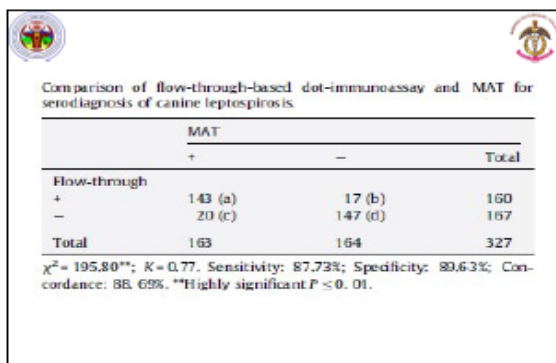 Comparison of flow-through-based dot-immunoassay and MAT for
serodiagnosis of canine leptospirosis.
MAT
+ − Total
Flow-through
+ 143 (a) 17 (b) 160
− 20 (c) 147 (d) 167
Total 163 164 327
χ² = 195.80**; K = 0.77. Sensitivity: 87.73%; Specificity: 89.63%; Con-
cordance: 88. 69%. **Highly significant P ≤ 0. 01.